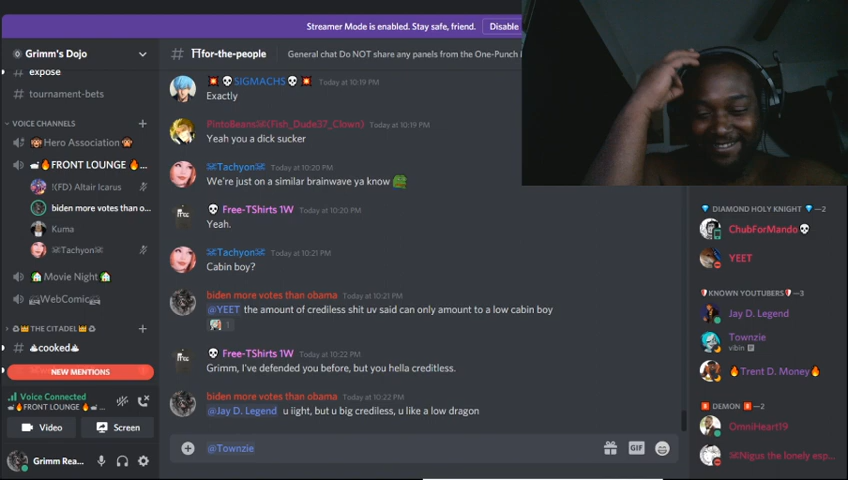 Streamer Mode is enabled. Stay safe, friend. Disable
Grimm's Dojo
# for-the-people General chat Do NOT share any panels from the One-Punch
expose
tournament-bets
VOICE CHANNELS
Hero Association
FRONT LOUNGE ...
!(FD) Altair Icarus
biden more votes than o...
Kuma
Tachyon
Movie Night
WebComic
THE CITADEL
# cooked
NEW MENTIONS
Voice Connected
FRONT LOUNGE
Video Screen
Grimm Rea...
SIGMACHS Today at 10:19 PM
Exactly
PintoBeans(Fish_Dude37_Clown) Today at 10:19 PM
Yeah you a dick sucker
Tachyon Today at 10:20 PM
We're just on a similar brainwave ya know
Free-TShirts 1W Today at 10:20 PM
Yeah.
Tachyon Today at 10:21 PM
Cabin boy?
biden more votes than obama Today at 10:21 PM
@YEET the amount of crediless shit uv said can only amount to a low cabin boy
1
Free-TShirts 1W Today at 10:22 PM
Grimm, I've defended you before, but you hella creditless.
biden more votes than obama Today at 10:22 PM
@Jay D. Legend u iight, but u big crediless, u like a low dragon
@Townzie
GIF
DIAMOND HOLY KNIGHT —2
ChubForMando
YEET
KNOWN YOUTUBERS —3
Jay D. Legend
Townzie
vibin
Trent D. Money
DEMON —2
OmniHeart19
Nigus the lonely esp...